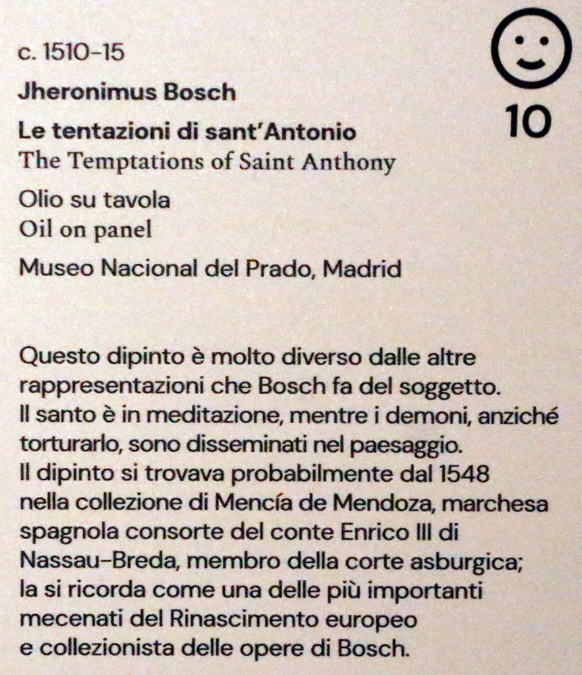 c. 1510-15
10
Jheronimus Bosch
Le tentazioni di sant'Antonio
The Temptations of Saint Anthony
Olio su tavola
Oil on panel
Museo Nacional del Prado, Madrid
Questo dipinto è molto diverso dalle altre
rappresentazioni che Bosch fa del soggetto.
Il santo è in meditazione, mentre i demoni, anziché
torturarlo, sono disseminati nel paesaggio.
Il dipinto si trovava probabilmente dal 1548
nella collezione di Mencía de Mendoza, marchesa
spagnola consorte del conte Enrico III di
Nassau-Breda, membro della corte asburgica;
la si ricorda come una delle più importanti
mecenati del Rinascimento europeo
e collezionista delle opere di Bosch.